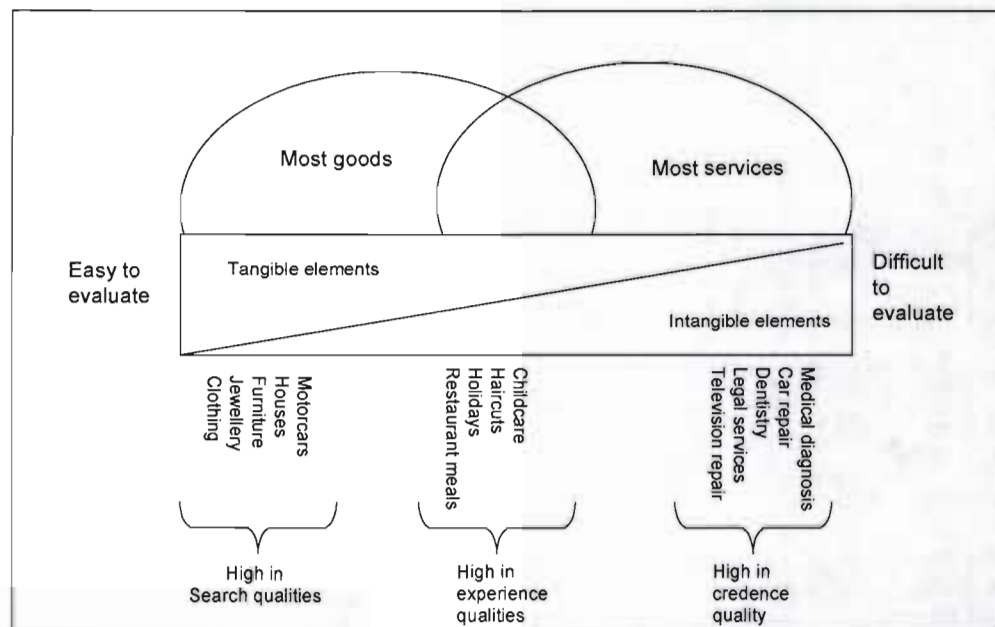 Most goods
Most services
Easy to
evaluate
Tangible elements
Intangible elements
Difficult
to
evaluate
Clothing
Jewellery
Furniture
Houses
Motorcars
Restaurant meals
Holidays
Haircuts
Childcare
Television repair
Legal services
Dentistry
Car repair
Medical diagnosis
High in
Search qualities
High in
experience
qualities
High in
credence
quality